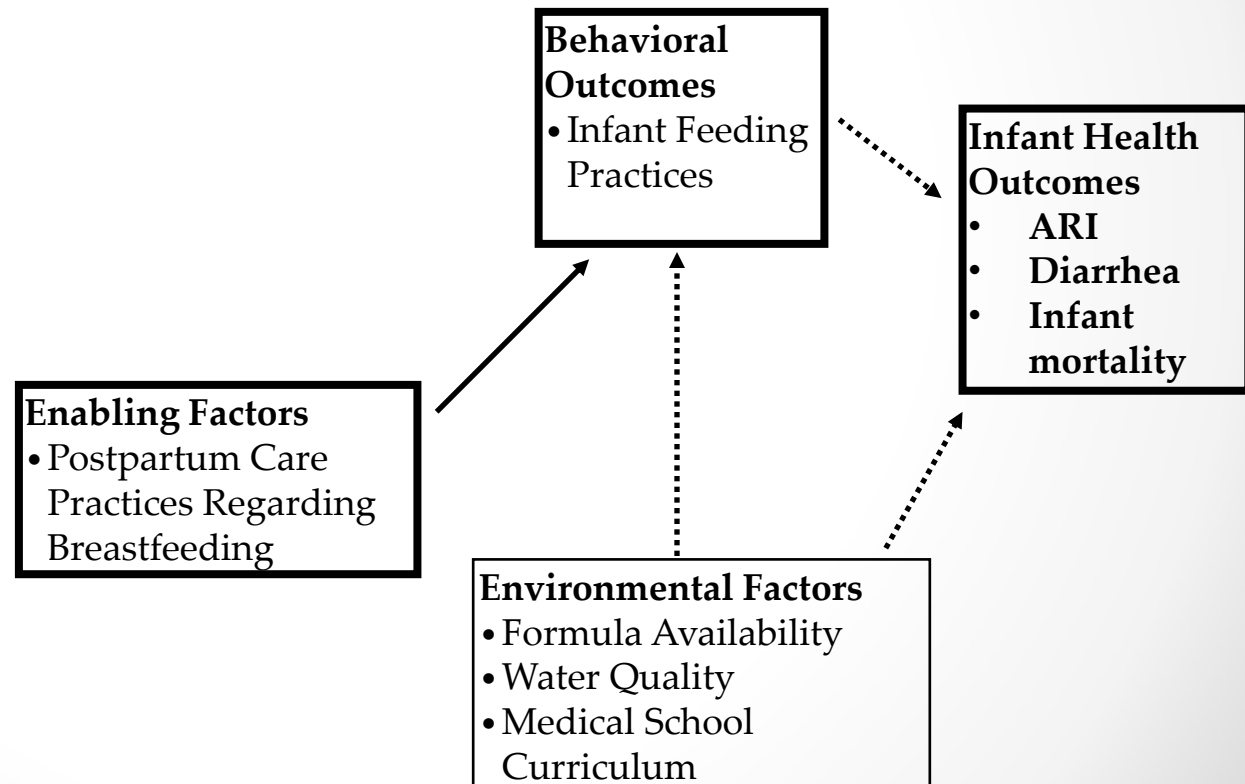 Behavioral
Outcomes
• Infant Feeding
Practices
Infant Health
Outcomes
• ARI
• Diarrhea
• Infant
mortality
Enabling Factors
• Postpartum Care
Practices Regarding
Breastfeeding
Environmental Factors
• Formula Availability
• Water Quality
• Medical School
Curriculum